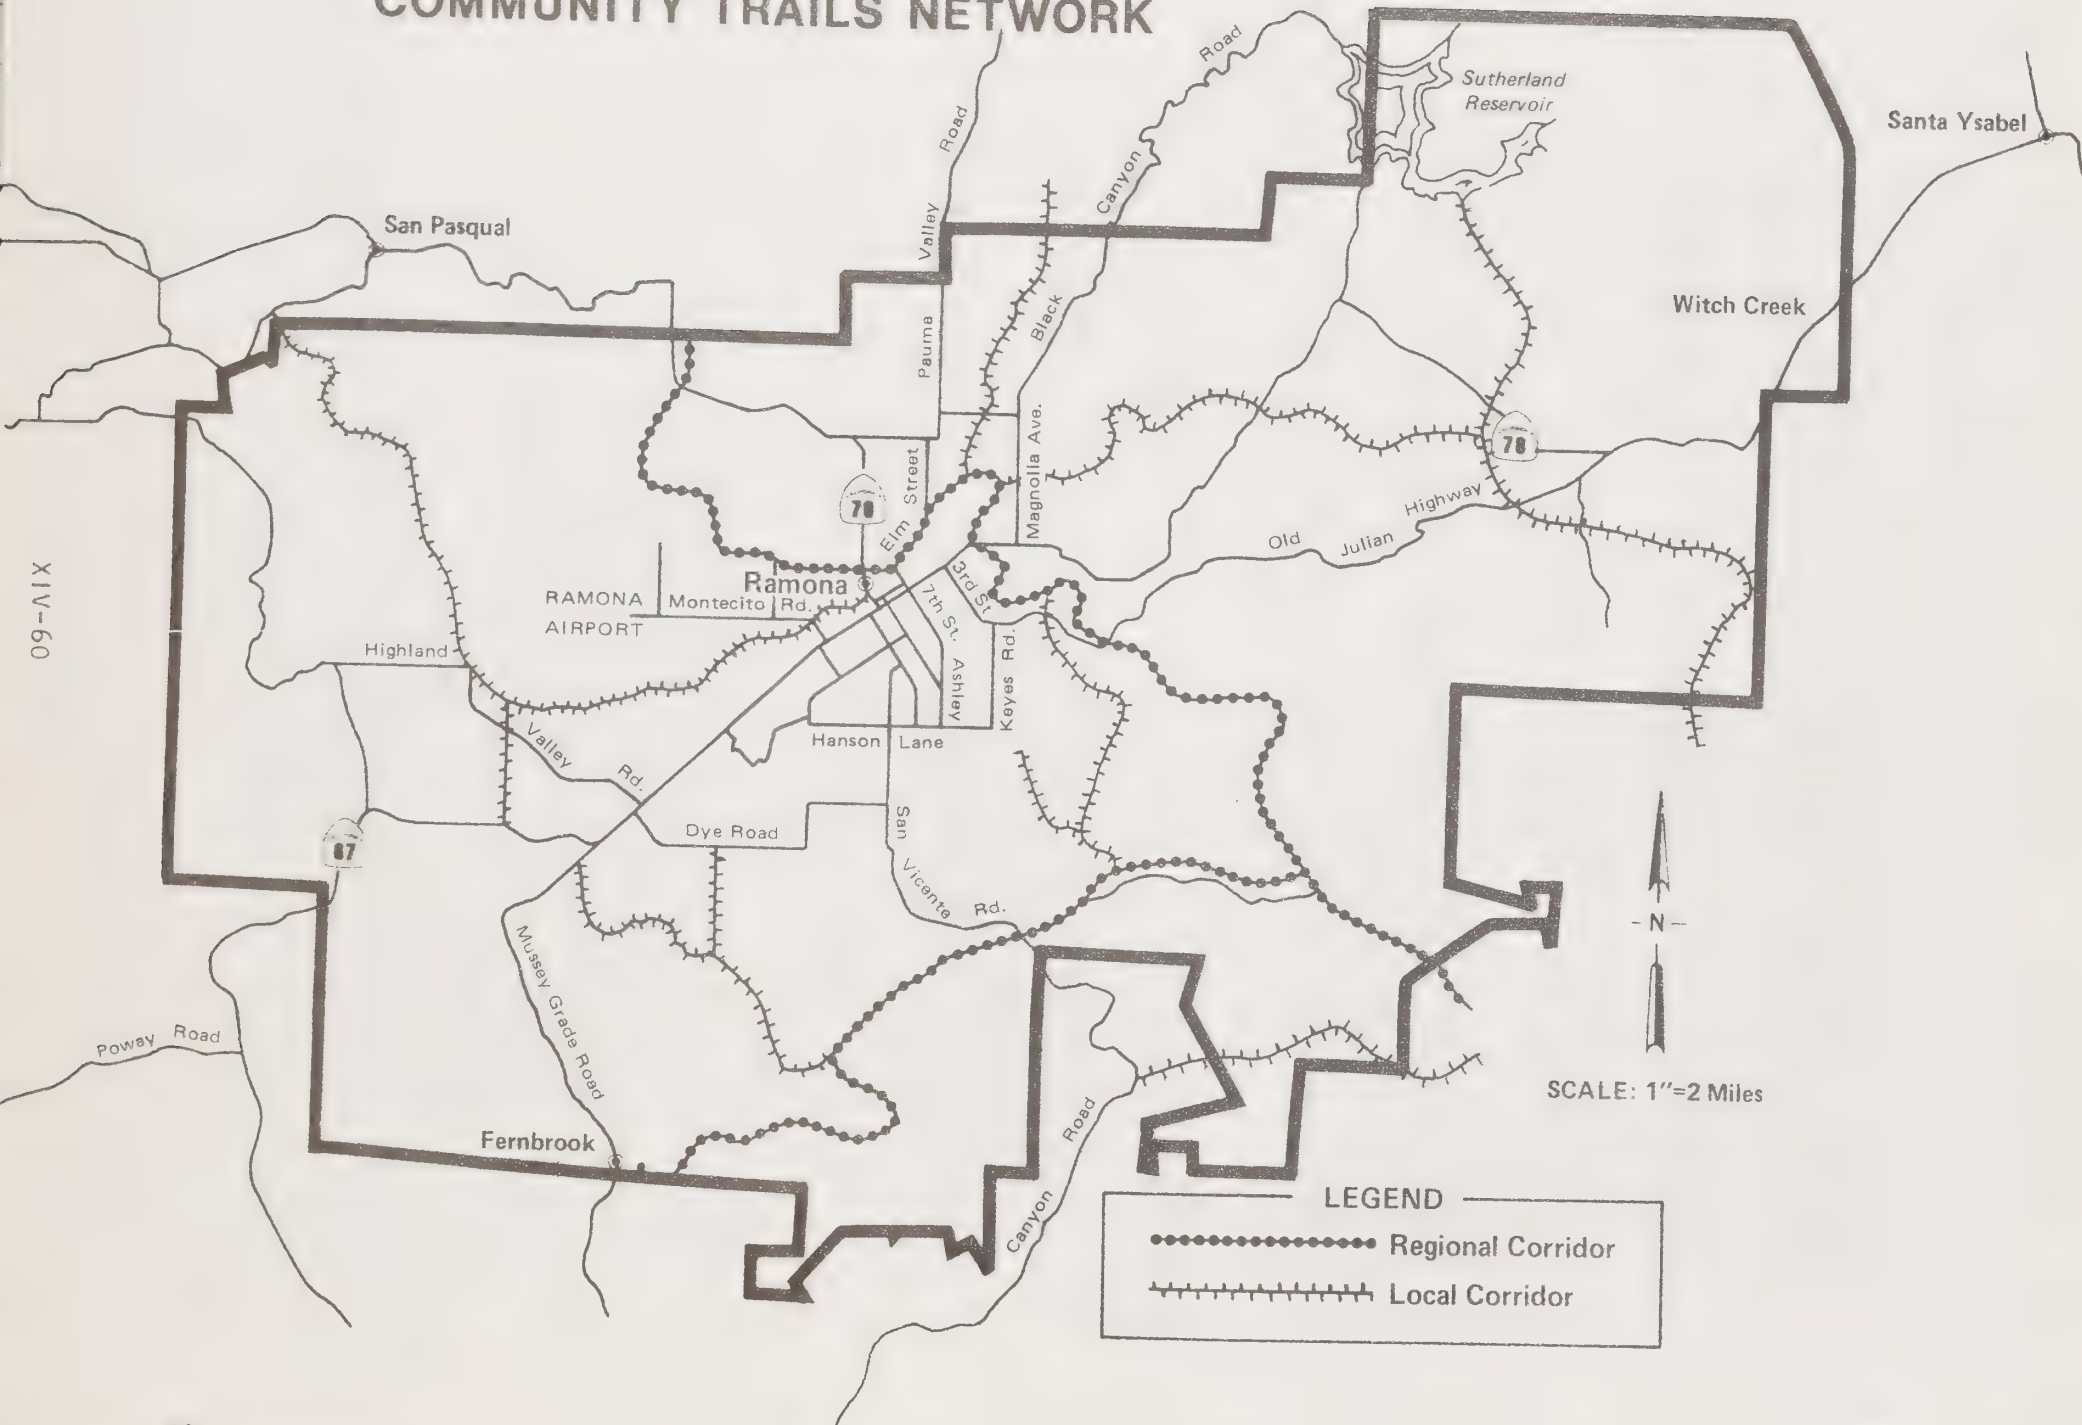 COMMUNITY TRAILS NETWORK
Road
Sutherland
Reservoir
Santa Ysabel
Road
Canyon
San Pasqual
Valley
Witch Creek
Black
Pauma
Magnolla Ave.
78
Street
78
Highway
Elm
Old
Julian
XIV-60
Ramona
3rd St
RAMONA
Montecito
Rd.
7th St.
AIRPORT
Highland
Ashley
Keyes Rd.
Valley
Hanson
Lane
Rd.
San
Dye Road
67
Vicente
Rd.
- N -
Mussey Grade Road
Poway Road
SCALE: 1"=2 Miles
Road
Fernbrook
Canyon
LEGEND
Regional Corridor
Local Corridor